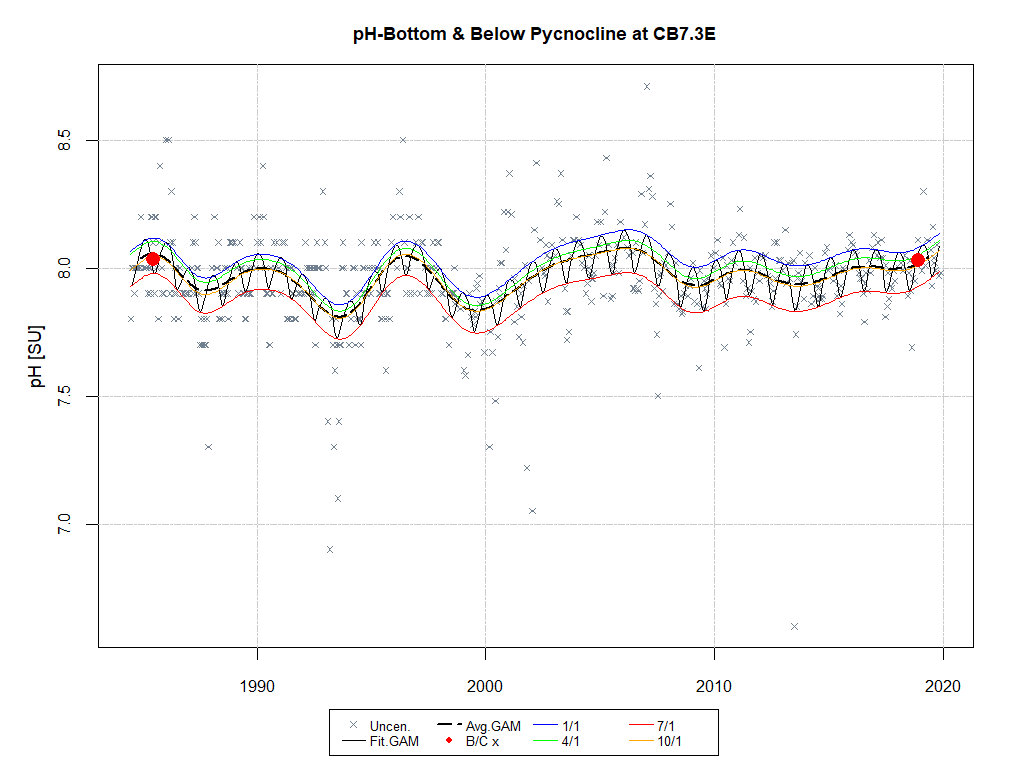 pH-Bottom & Below Pycnocline at CB7.3E
pH [SU]
8.5
8.0
7.5
7.0
1990 2000 2010 2020
Uncen. Avg.GAM 1/1 7/1
Fit.GAM B/C x 4/1 10/1